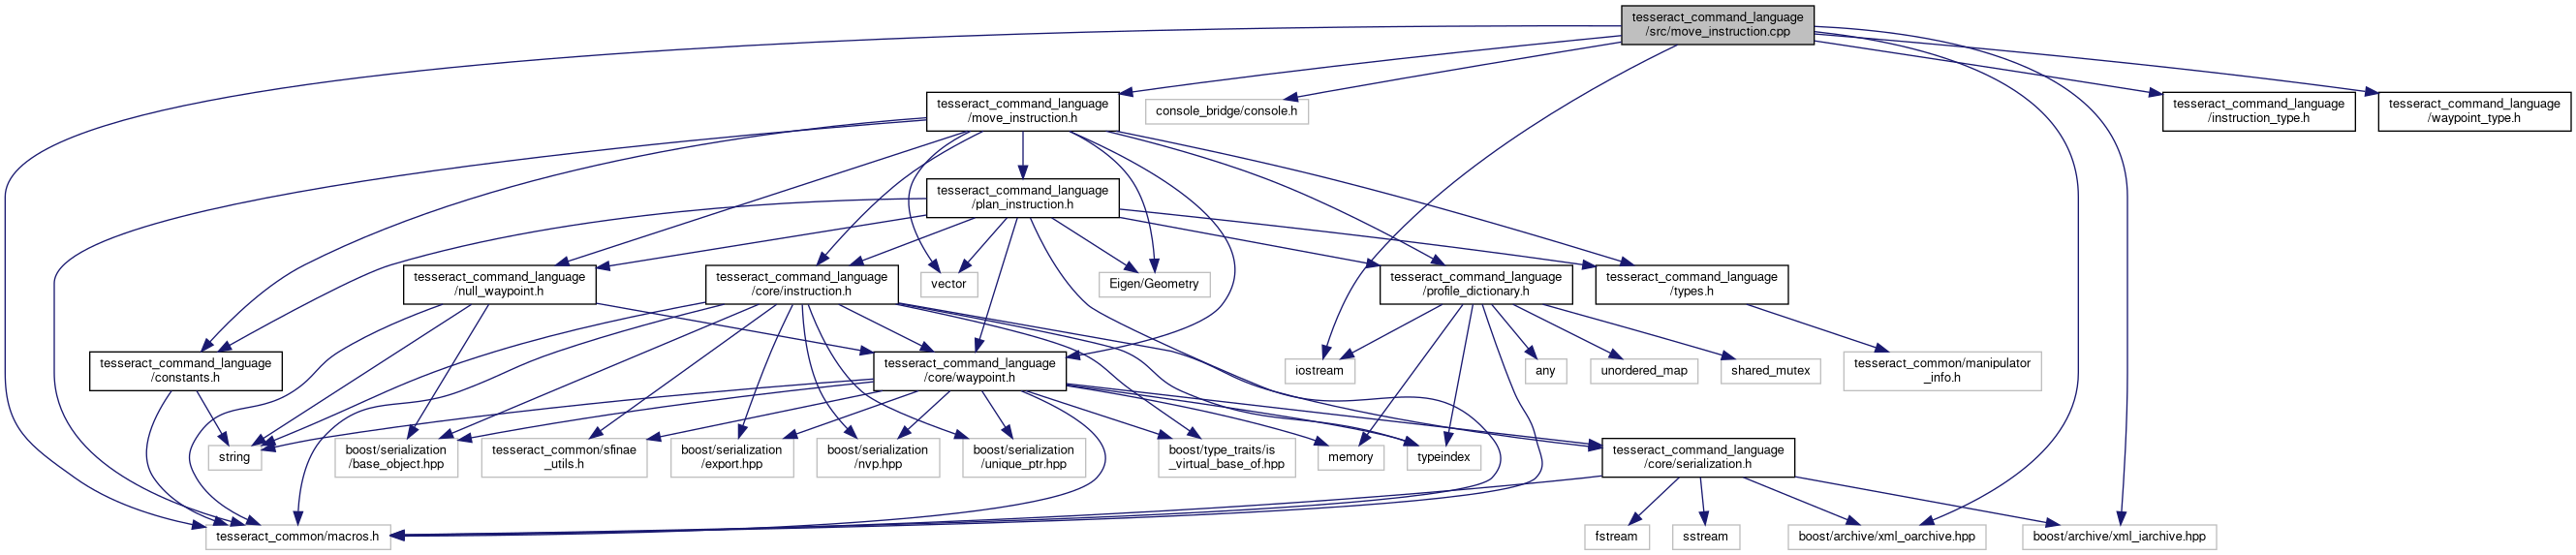 tesseract_command_language
/src/move_instruction.cpp
tesseract_command_language
/move_instruction.h
console_bridge/console.h
tesseract_command_language
/instruction_type.h
tesseract_command_language
/waypoint_type.h
tesseract_command_language
/plan_instruction.h
tesseract_command_language
/null_waypoint.h
tesseract_command_language
/core/instruction.h
vector
Eigen/Geometry
tesseract_command_language
/profile_dictionary.h
tesseract_command_language
/types.h
tesseract_command_language
/constants.h
tesseract_command_language
/core/waypoint.h
iostream
any
unordered_map
shared_mutex
tesseract_common/manipulator
_info.h
string
boost/serialization
/base_object.hpp
tesseract_common/sfinae
_utils.h
boost/serialization
/export.hpp
boost/serialization
/nvp.hpp
boost/serialization
/unique_ptr.hpp
boost/type_traits/is
_virtual_base_of.hpp
memory
typeindex
tesseract_command_language
/core/serialization.h
tesseract_common/macros.h
fstream
sstream
boost/archive/xml_oarchive.hpp
boost/archive/xml_iarchive.hpp